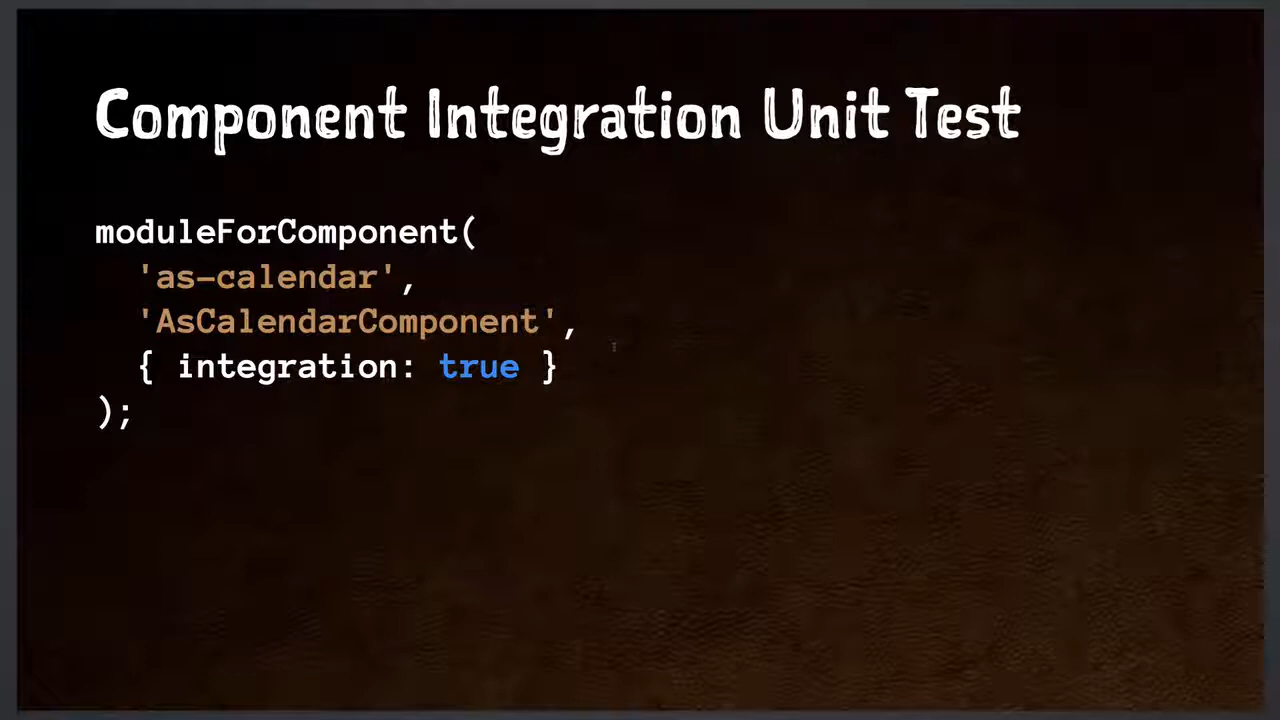 Component Integration Unit Test
moduleForComponent(
  'as-calendar',
  'AsCalendarComponent',
  { integration: true }
);